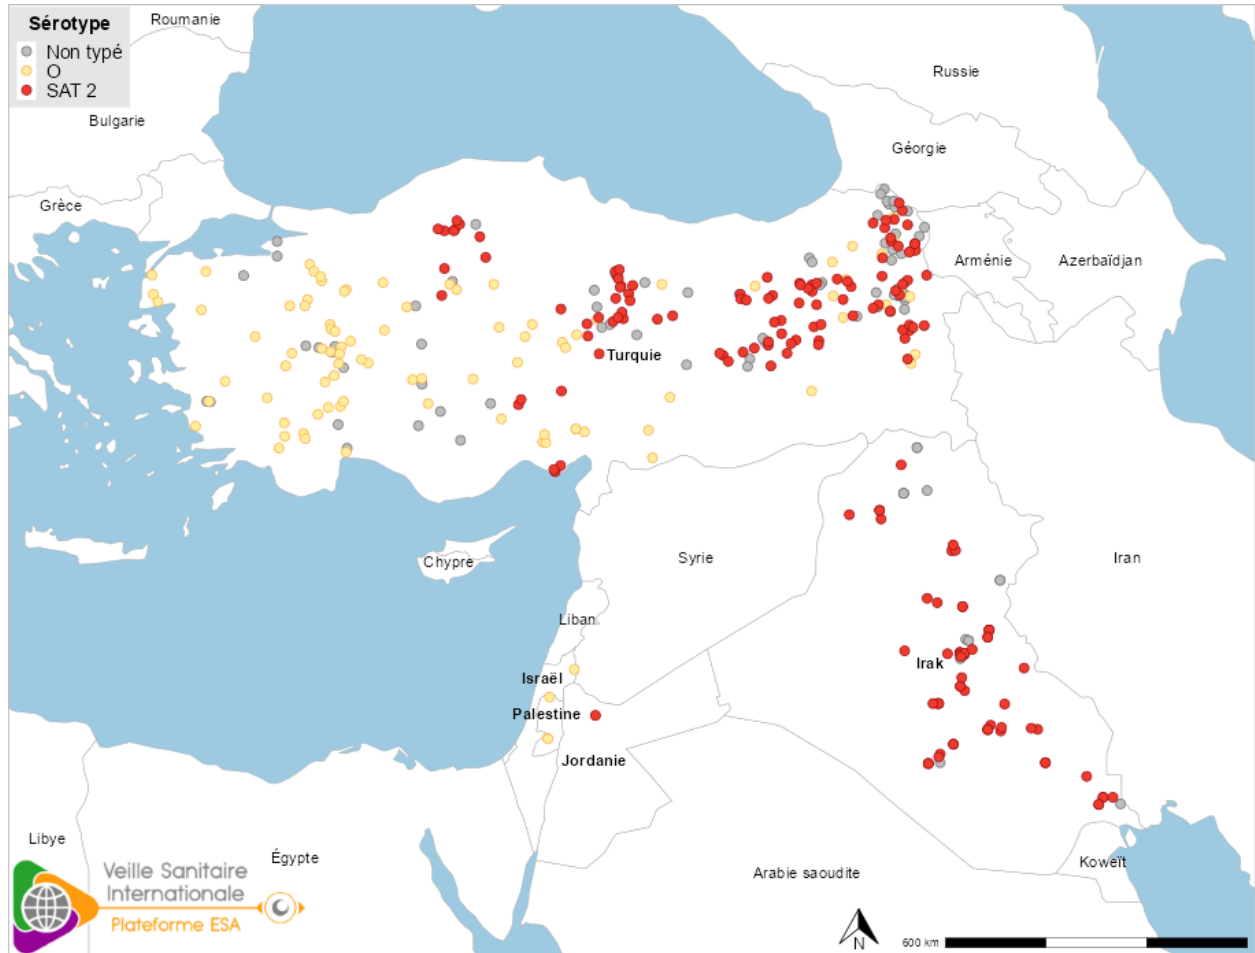 Sérotype
Non typé
O
SAT 2
Roumanie
Bulgarie
Grèce
Russie
Géorgie
Arménie
Azerbaïdjan
Turquie
Chypre
Syrie
Iran
Liban
Israël
Irak
Palestine
Jordanie
Libye
Égypte
Arabie saoudite
Koweït
Veille Sanitaire
Internationale
Plateforme ESA
N
600 km